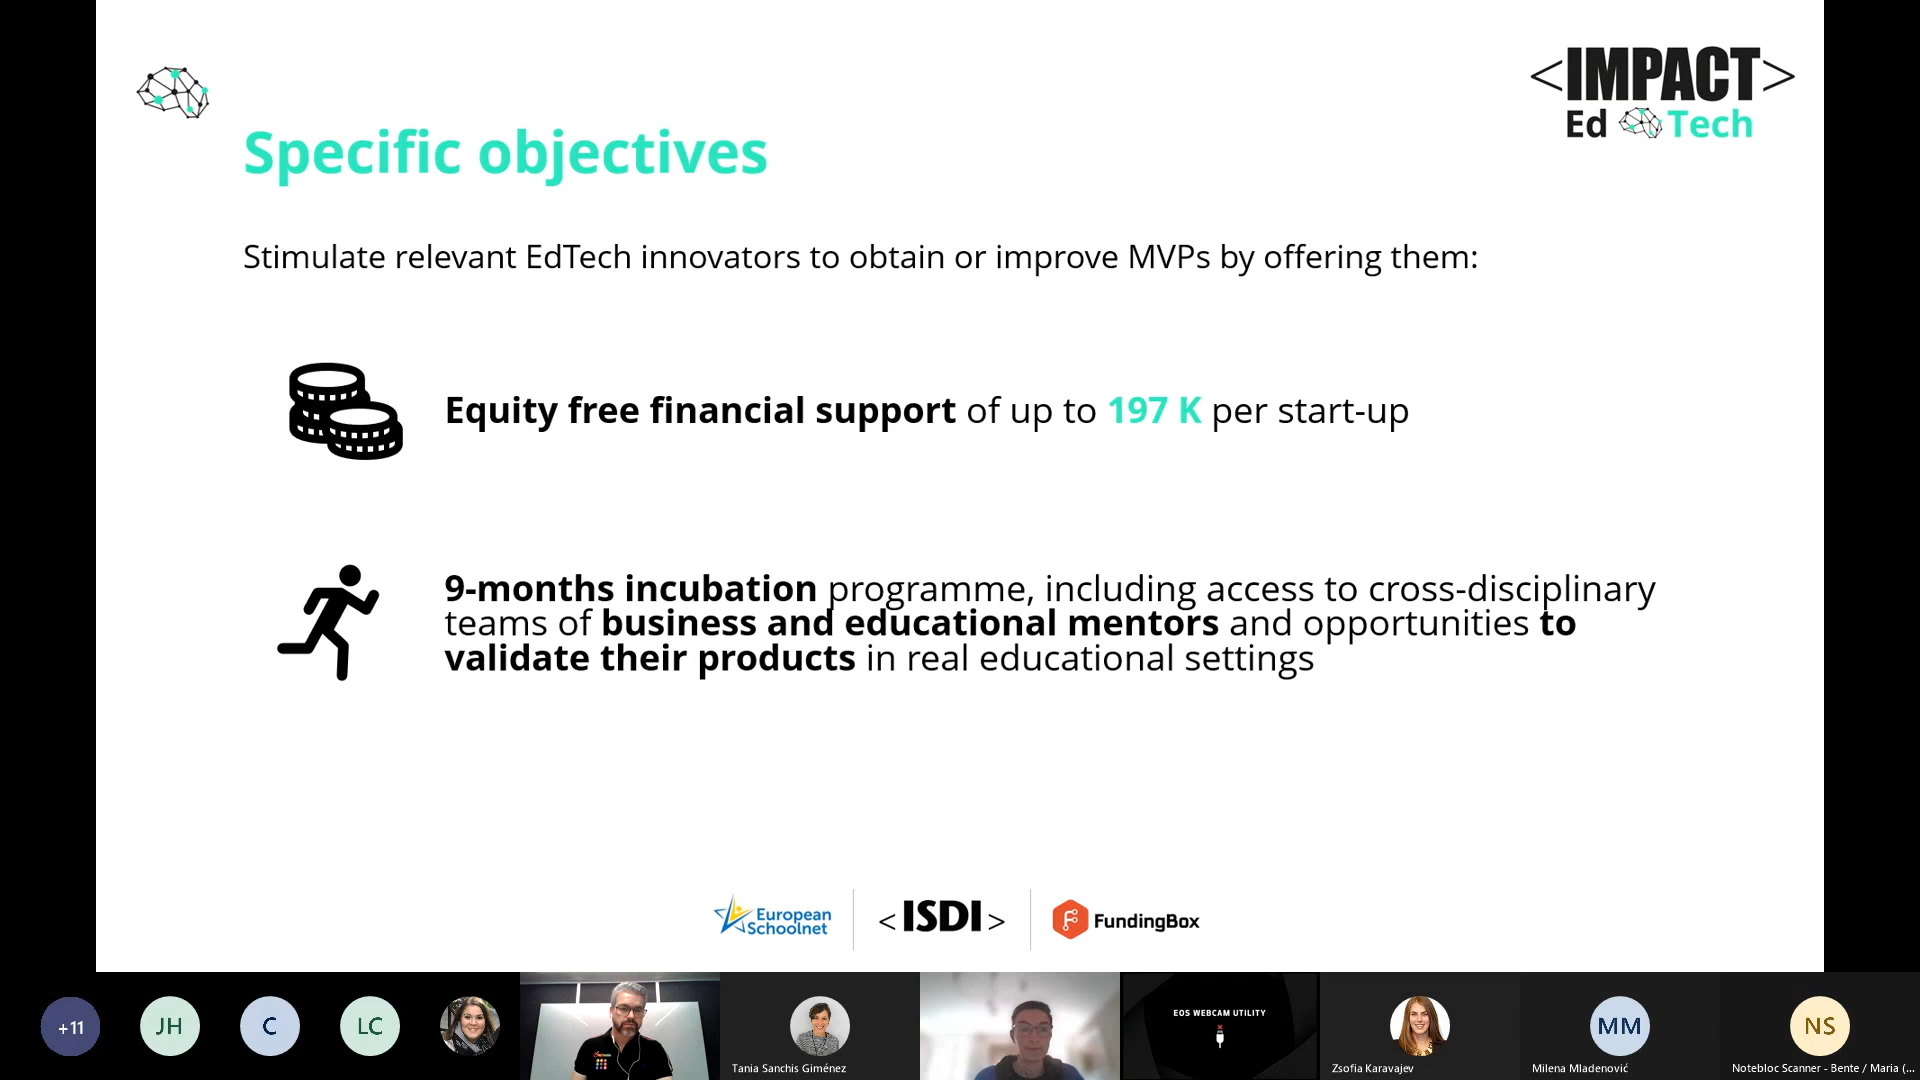 <IMPACT>
Ed Tech
Specific objectives
Stimulate relevant EdTech innovators to obtain or improve MVPs by offering them:
Equity free financial support of up to 197 K per start-up
9-months incubation programme, including access to cross-disciplinary
teams of business and educational mentors and opportunities to
validate their products in real educational settings
European
Schoolnet
<ISDI>
FundingBox
+11
JH
C
LC
Tania Sanchis Giménez
EOS WEBCAM UTILITY
Zsofia Karavajev
MM
Milena Mladenović
NS
Notebloc Scanner - Bente / Maria (...